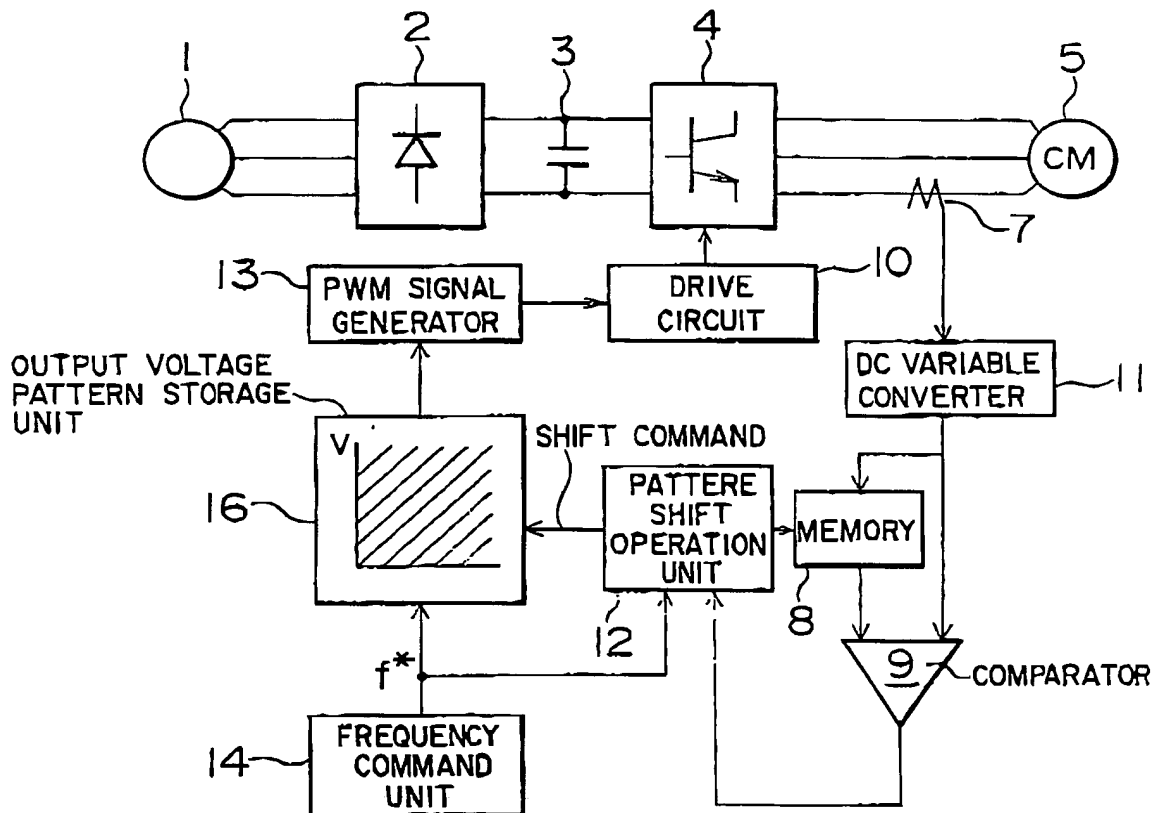 1
2
3
4
5
CM
7
13
PWM SIGNAL
GENERATOR
10
DRIVE
CIRCUIT
OUTPUT VOLTAGE
PATTERN STORAGE
UNIT
DC VARIABLE
CONVERTER
11
V
SHIFT COMMAND
16
PATTERE
SHIFT
OPERATION
UNIT
MEMORY
12
8
f*
9
COMPARATOR
14
FREQUENCY
COMMAND
UNIT